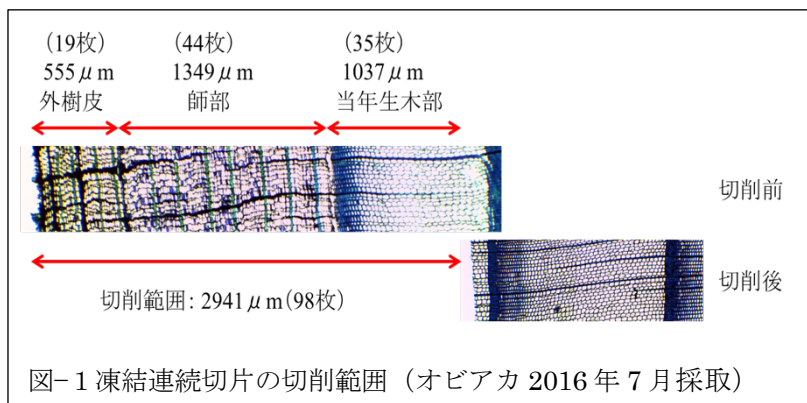 (19枚) (44枚) (35枚)
555μm 1349μm 1037μm
外樹皮 師部 当年生木部
切削前
切削後
切削範囲: 2941μm(98枚)
図-1 凍結連続切片の切削範囲（オビアカ 2016 年 7 月採取）